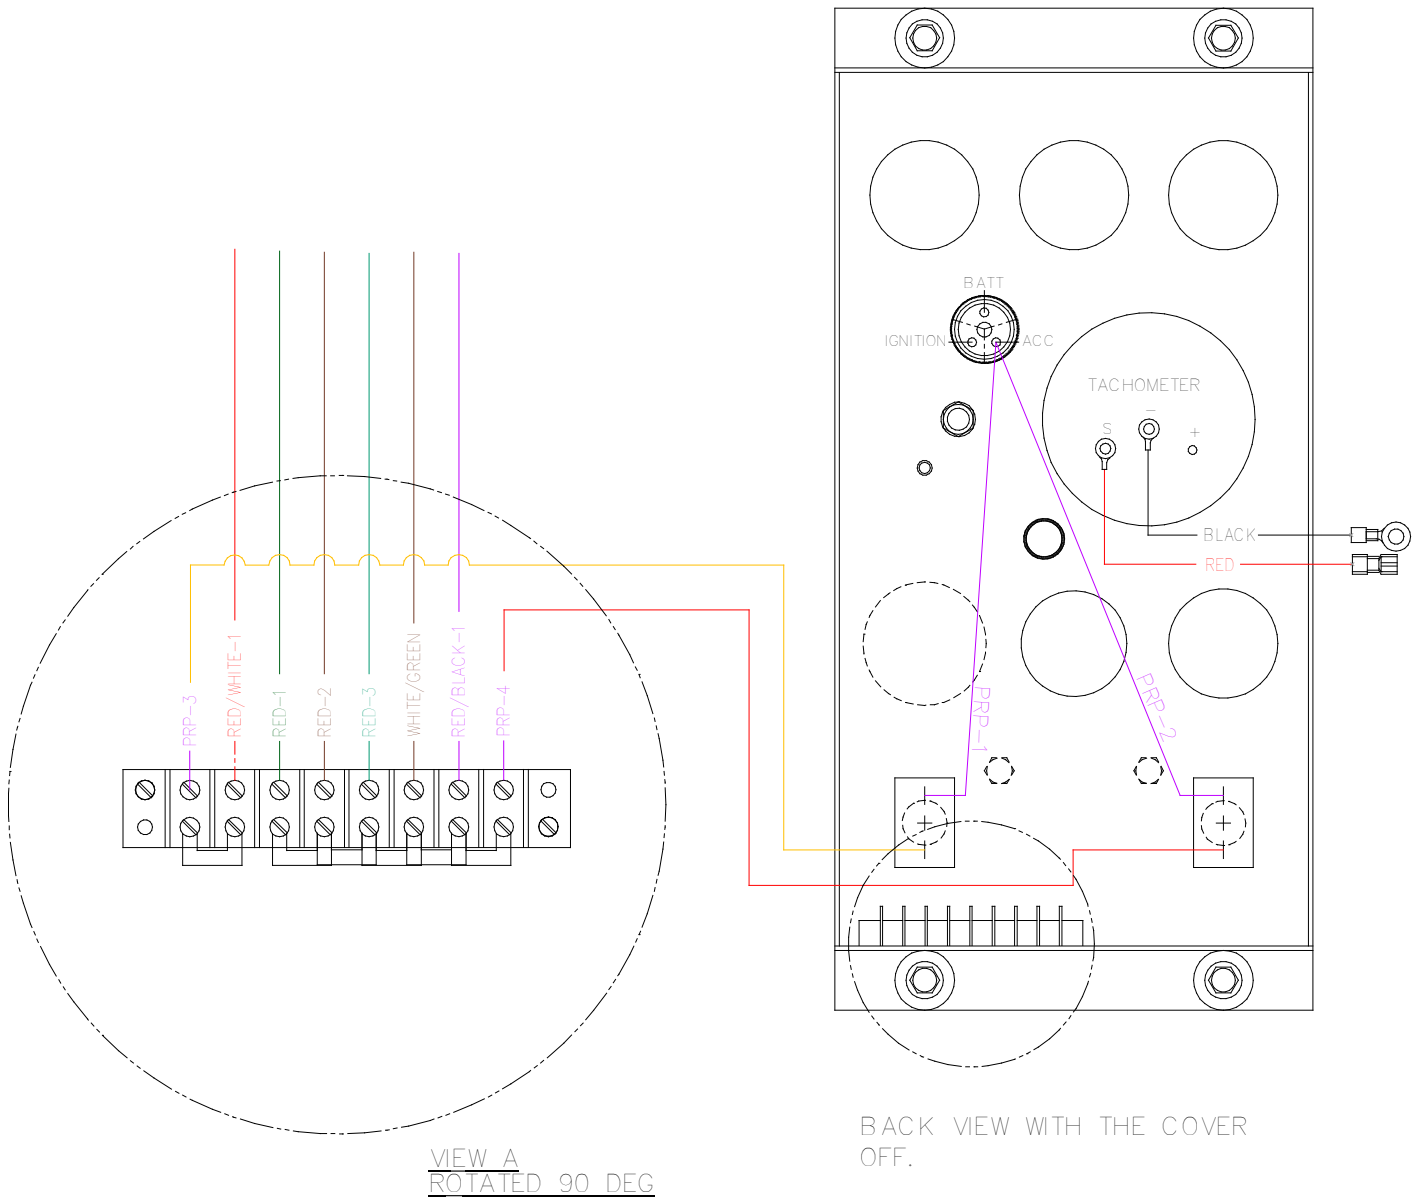 BATT
IGNITION
ACC
TACHOMETER
S
-
+
BLACK
RED
PRP-3
RED/WHITE-1
RED-1
RED-2
RED-3
WHITE/GREEN
RED/BLACK-1
PRP-4
PRP-1
PRP-2
BACK VIEW WITH THE COVER
OFF.
VIEW A
ROTATED 90 DEG